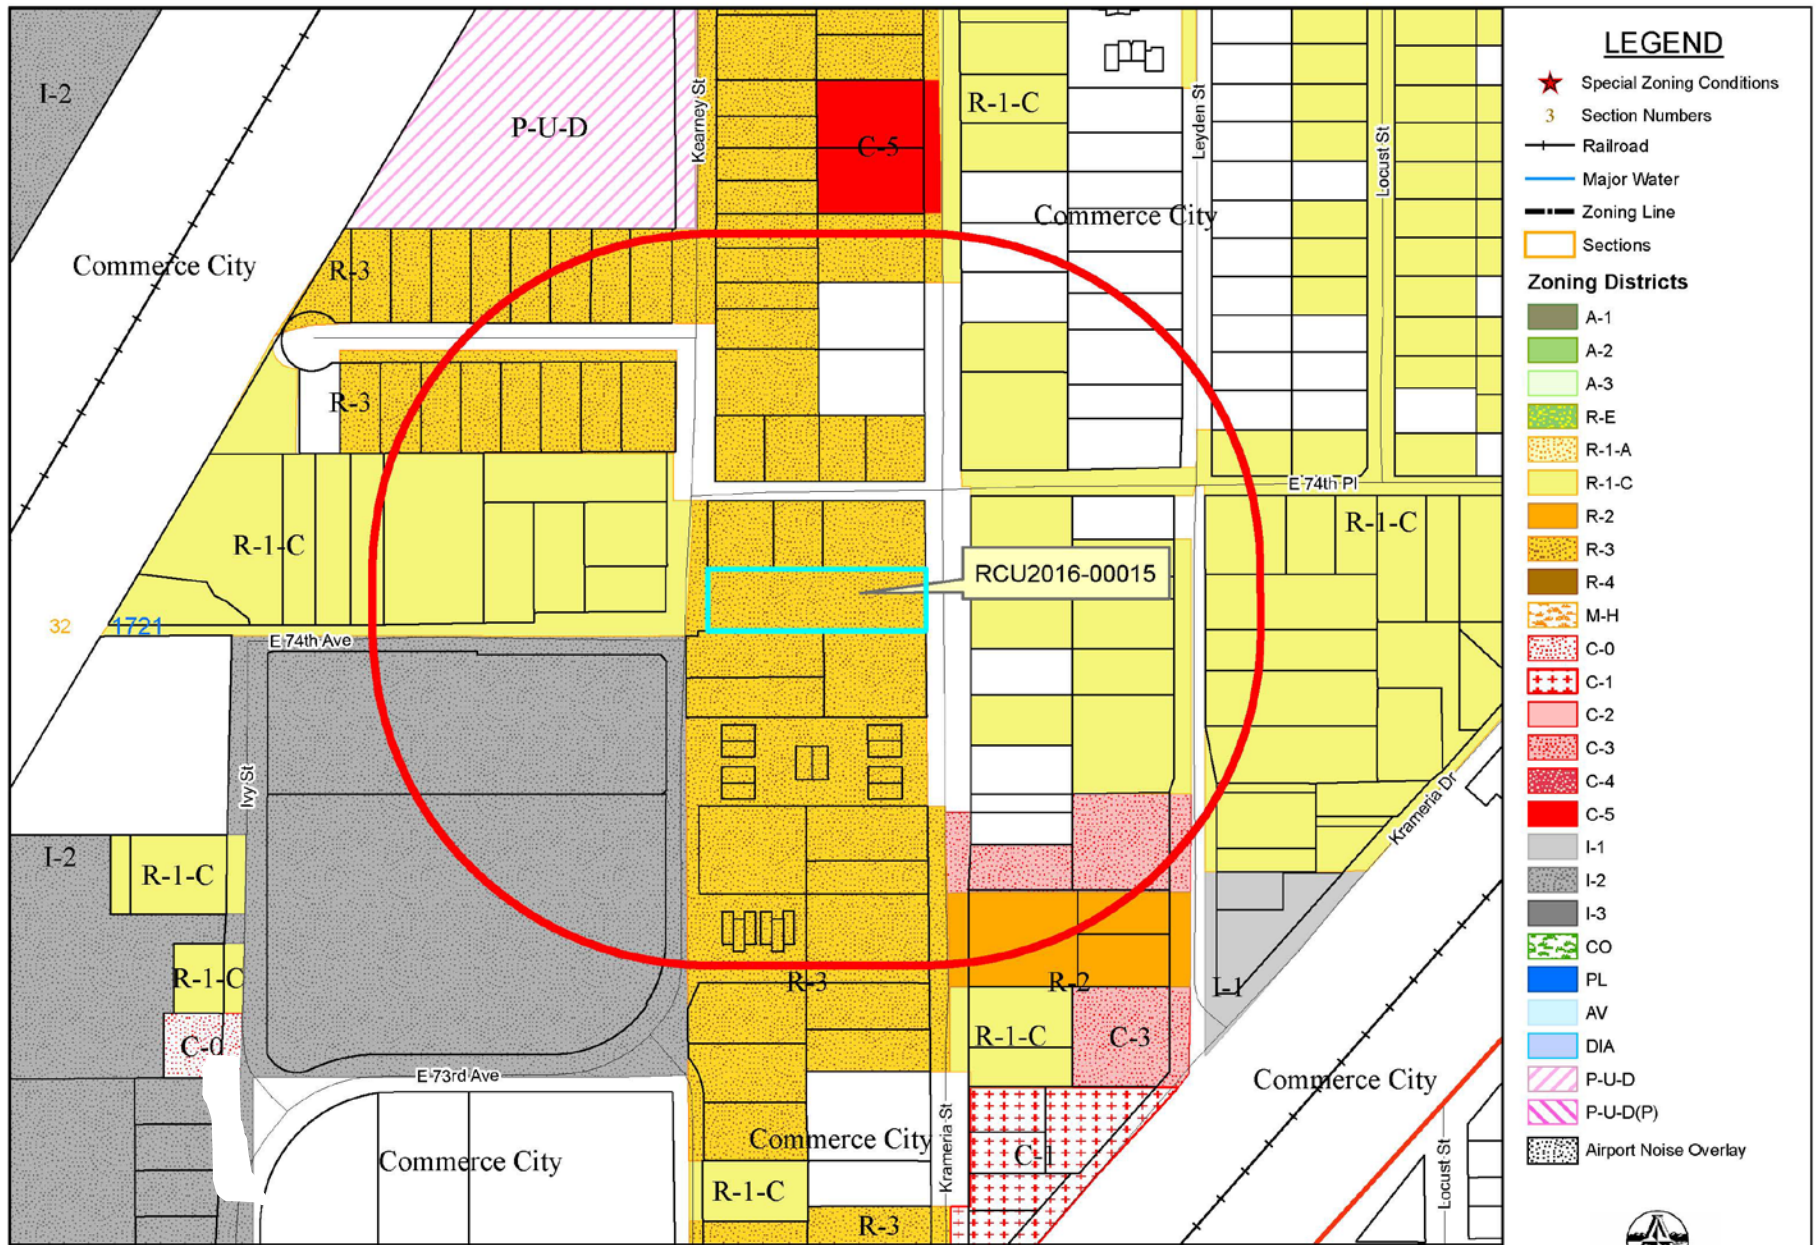 I-2
P-U-D
Kearney St
C-5
R-1-C
Leyden St
Locust St
Commerce City
Commerce City
R-3
R-3
E 74th Pl
R-1-C
R-1-C
RCU2016-00015
32
1721
E 74th Ave
Ivy St
Krameria Dr
I-2
R-1-C
R-1-C
R-3
R-2
I-1
C-0
R-1-C
C-3
E 73rd Ave
Commerce City
Krameria St
Commerce City
Commerce City
C-1
Locust St
R-1-C
R-3
LEGEND
Special Zoning Conditions
3 Section Numbers
Railroad
Major Water
Zoning Line
Sections
Zoning Districts
A-1
A-2
A-3
R-E
R-1-A
R-1-C
R-2
R-3
R-4
M-H
C-0
C-1
C-2
C-3
C-4
C-5
I-1
I-2
I-3
CO
PL
AV
DIA
P-U-D
P-U-D(P)
Airport Noise Overlay